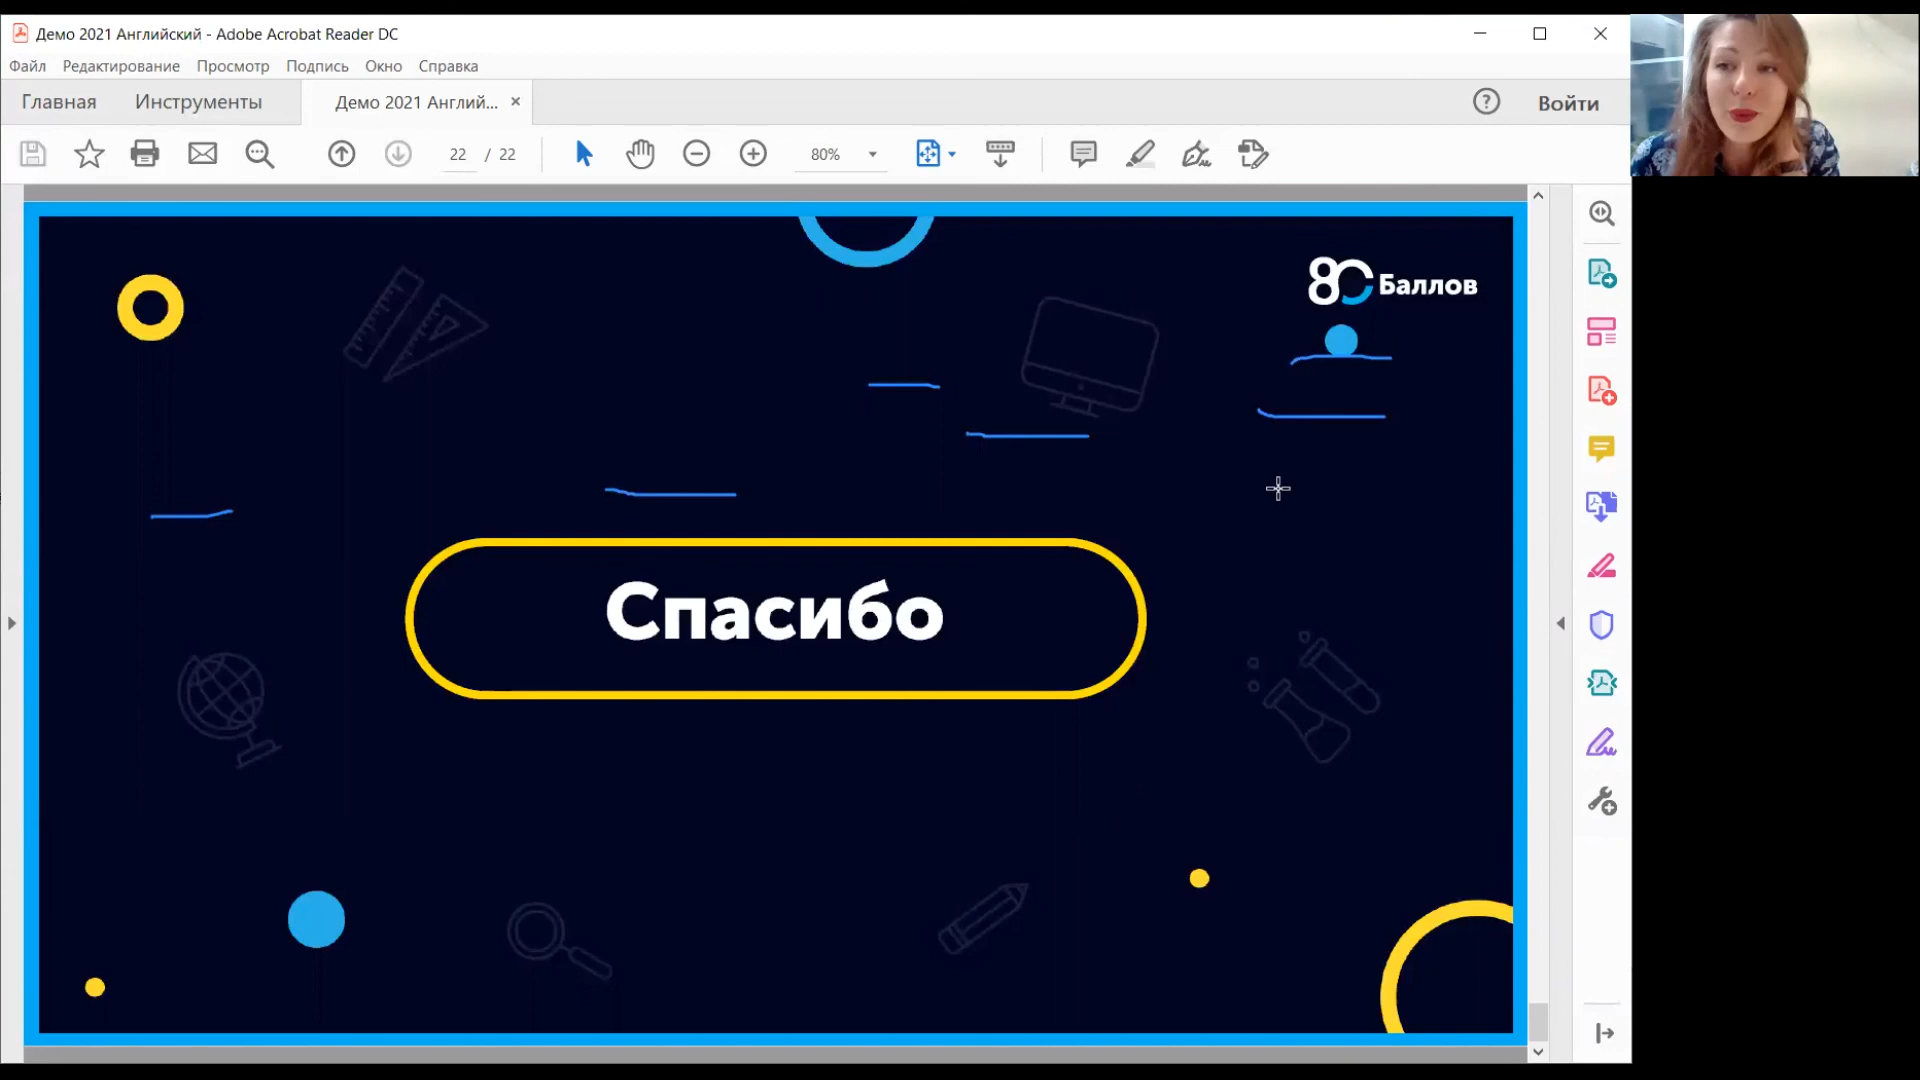 Демо 2021 Английский - Adobe Acrobat Reader DC
Файл Редактирование Просмотр Подпись Окно Справка
Главная Инструменты Демо 2021 Англий... × ? Войти
22 / 22 80%
80 Баллов
Спасибо